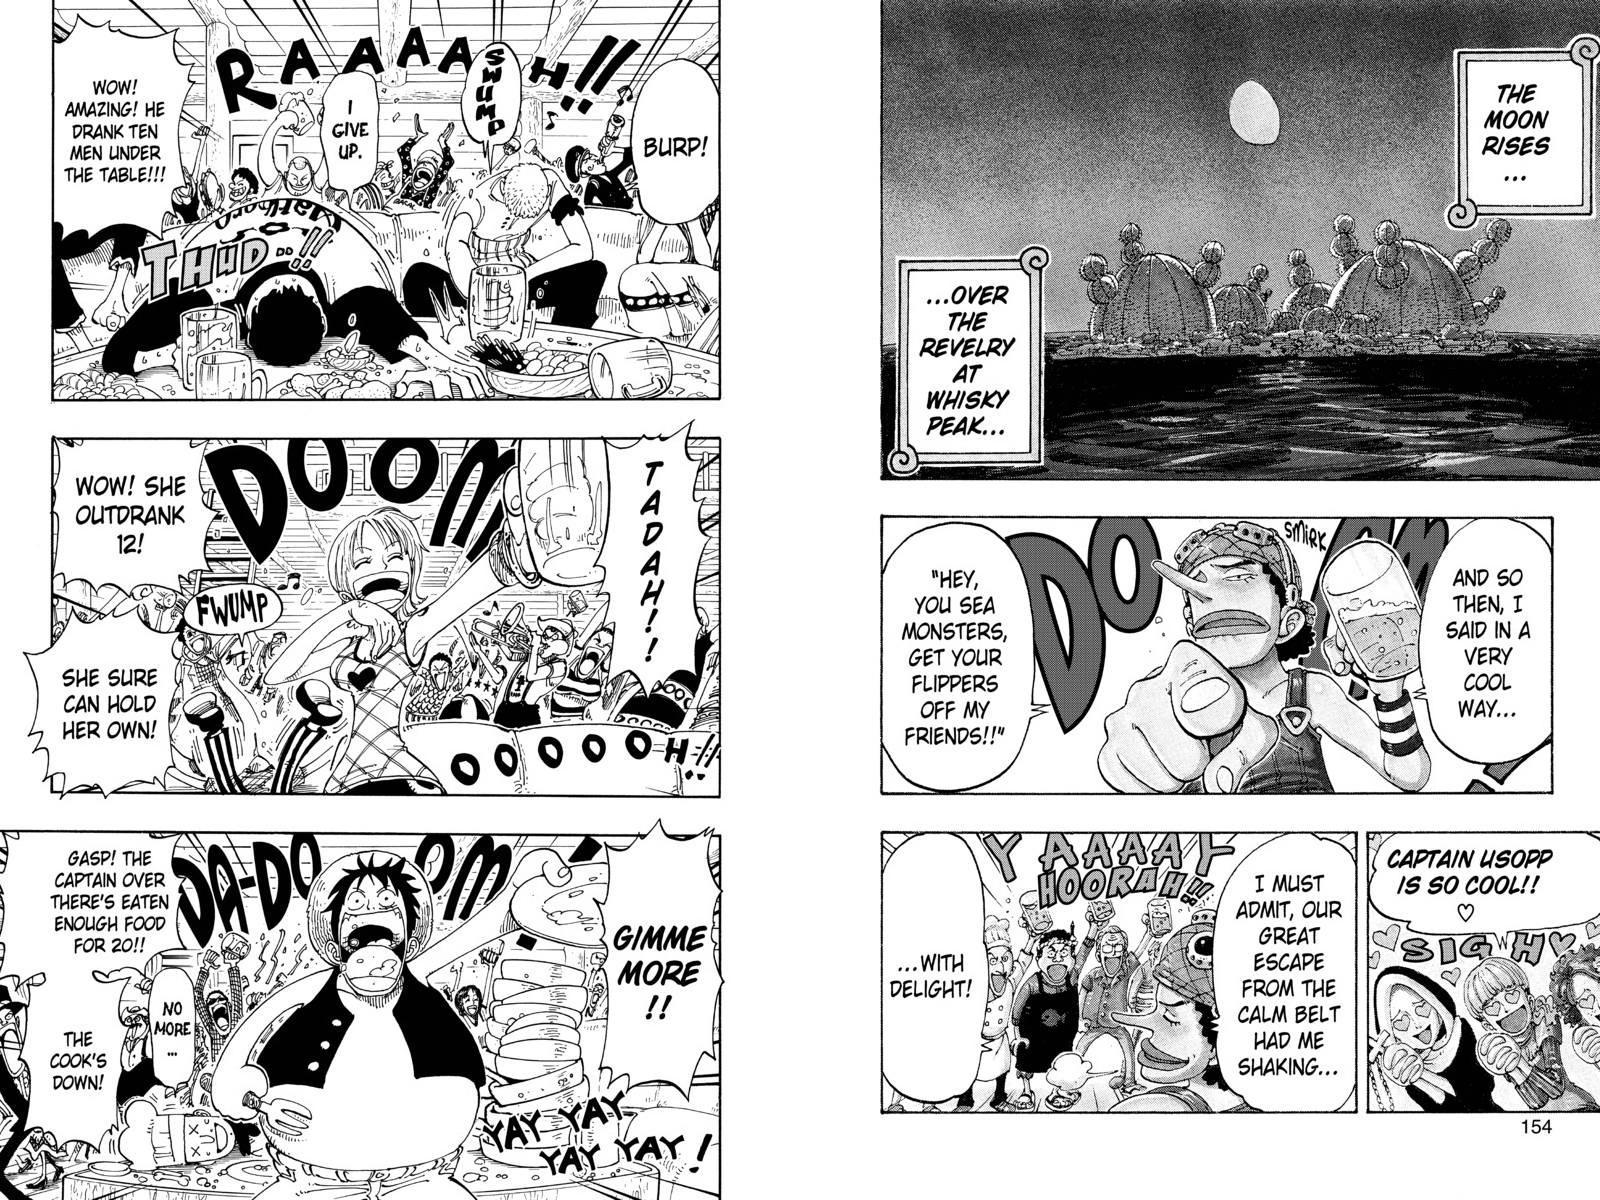 THE
MOON
RISES
...
...OVER
THE
REVELRY
AT
WHISKY
PEAK...
AND SO
THEN, I
SAID IN A
VERY
COOL
WAY...
SMIRK
"HEY,
YOU SEA
MONSTERS,
GET YOUR
FLIPPERS
OFF MY
FRIENDS!!"
CAPTAIN USOPP
IS SO COOL!!
♡
SIGH♡
I MUST
ADMIT, OUR
GREAT
ESCAPE
FROM THE
CALM BELT
HAD ME
SHAKING...
YAAAAY
HOORAH!!
...WITH
DELIGHT!
154
BURP!
SWUMP
RAAAAAH!!
I
GIVE
UP.
WOW!
AMAZING! HE
DRANK TEN
MEN UNDER
THE TABLE!!!
THUD..!!
TADAH!!
DOOM
WOW! SHE
OUTDRANK
12!
FWUMP
SHE SURE
CAN HOLD
HER OWN!
OOOOOH!!
GIMME
MORE
!!
DA-DOOOM
GASP! THE
CAPTAIN OVER
THERE'S EATEN
ENOUGH FOOD
FOR 20!!
NO
MORE
...
THE
COOK'S
DOWN!
YAY YAY
YAY YAY!
YAY YAY